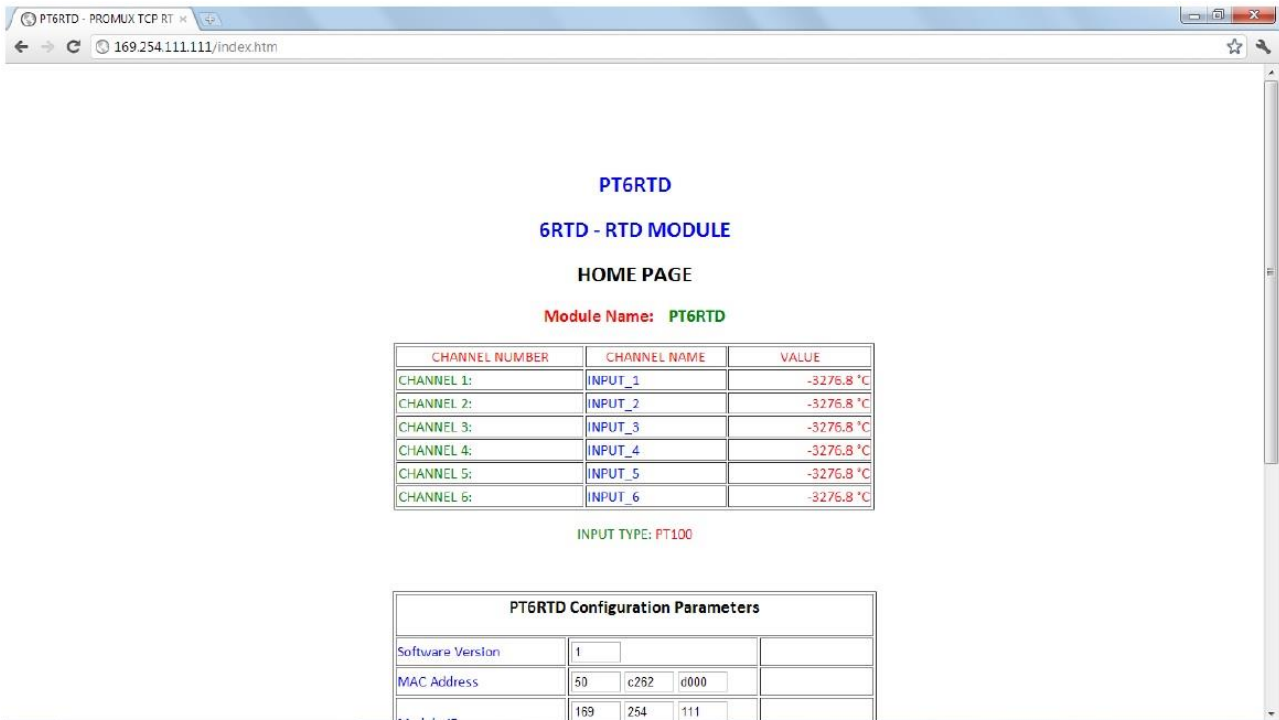 PT6RTD - PROMUX TCP RT
169.254.111.111/index.htm
PT6RTD
6RTD - RTD MODULE
HOME PAGE
Module Name: PT6RTD
CHANNEL NUMBER CHANNEL NAME VALUE
CHANNEL 1: INPUT_1 -3276.8 °C
CHANNEL 2: INPUT_2 -3276.8 °C
CHANNEL 3: INPUT_3 -3276.8 °C
CHANNEL 4: INPUT_4 -3276.8 °C
CHANNEL 5: INPUT_5 -3276.8 °C
CHANNEL 6: INPUT_6 -3276.8 °C
INPUT TYPE: PT100
PT6RTD Configuration Parameters
Software Version 1
MAC Address 50 c262 d000
169 254 111